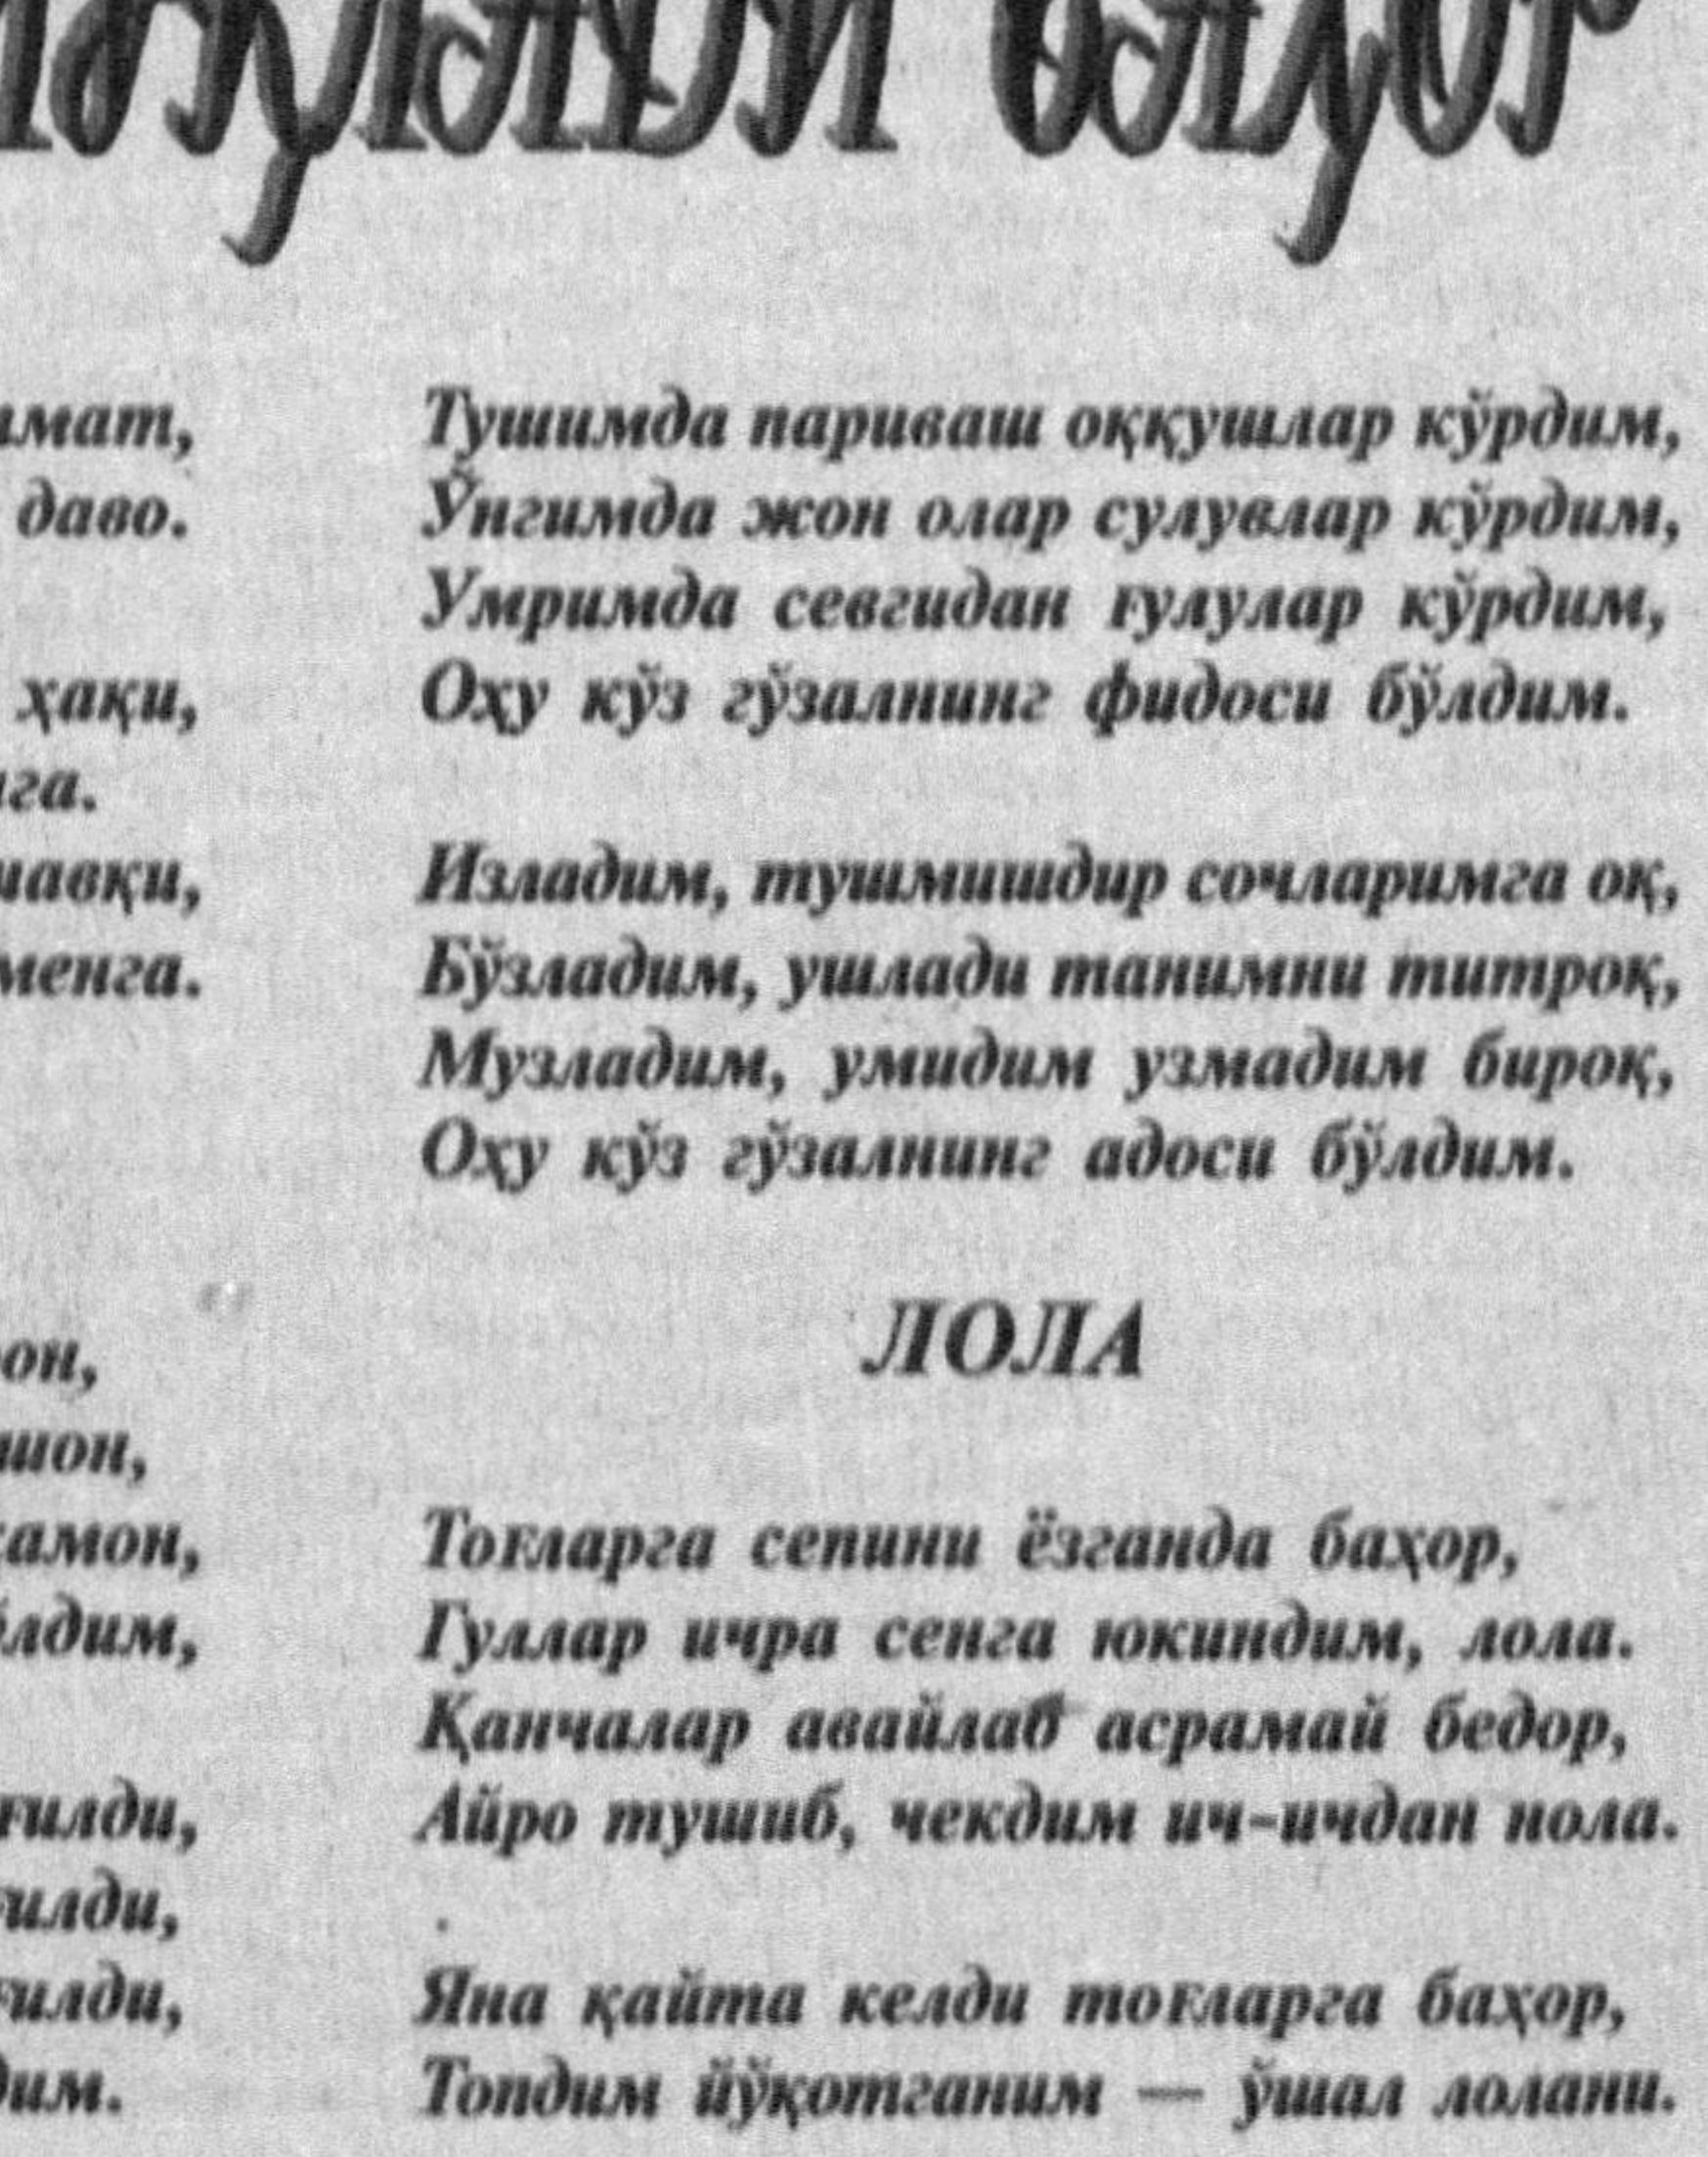 даво.
ҳақи,
менга.
Тушимда париваш оққушлар кўрдим,
Ўнгимда жон олар сулувлар кўрдим,
Умримда севгидан ғулулар кўрдим,
Оҳу кўз гўзалнинг фидоси бўлдим.
Изладим, тушмишдир сочларимга оқ,
Бўзладим, ушлади танимни титроқ,
Музладим, умидим узмадим бироқ,
Оҳу кўз гўзалнинг адоси бўлдим.
ЛОЛА
Тоғларга сепини ёзганда баҳор,
Гуллар ичра сенга юкиндим, лола.
Қанчалар авайлаб асрамай бедор,
Айро тушиб, чекдим ич-ичдан нола.
Яна қайта келди тоғларга баҳор,
Топдим йўқотганим — ўшал лолани.